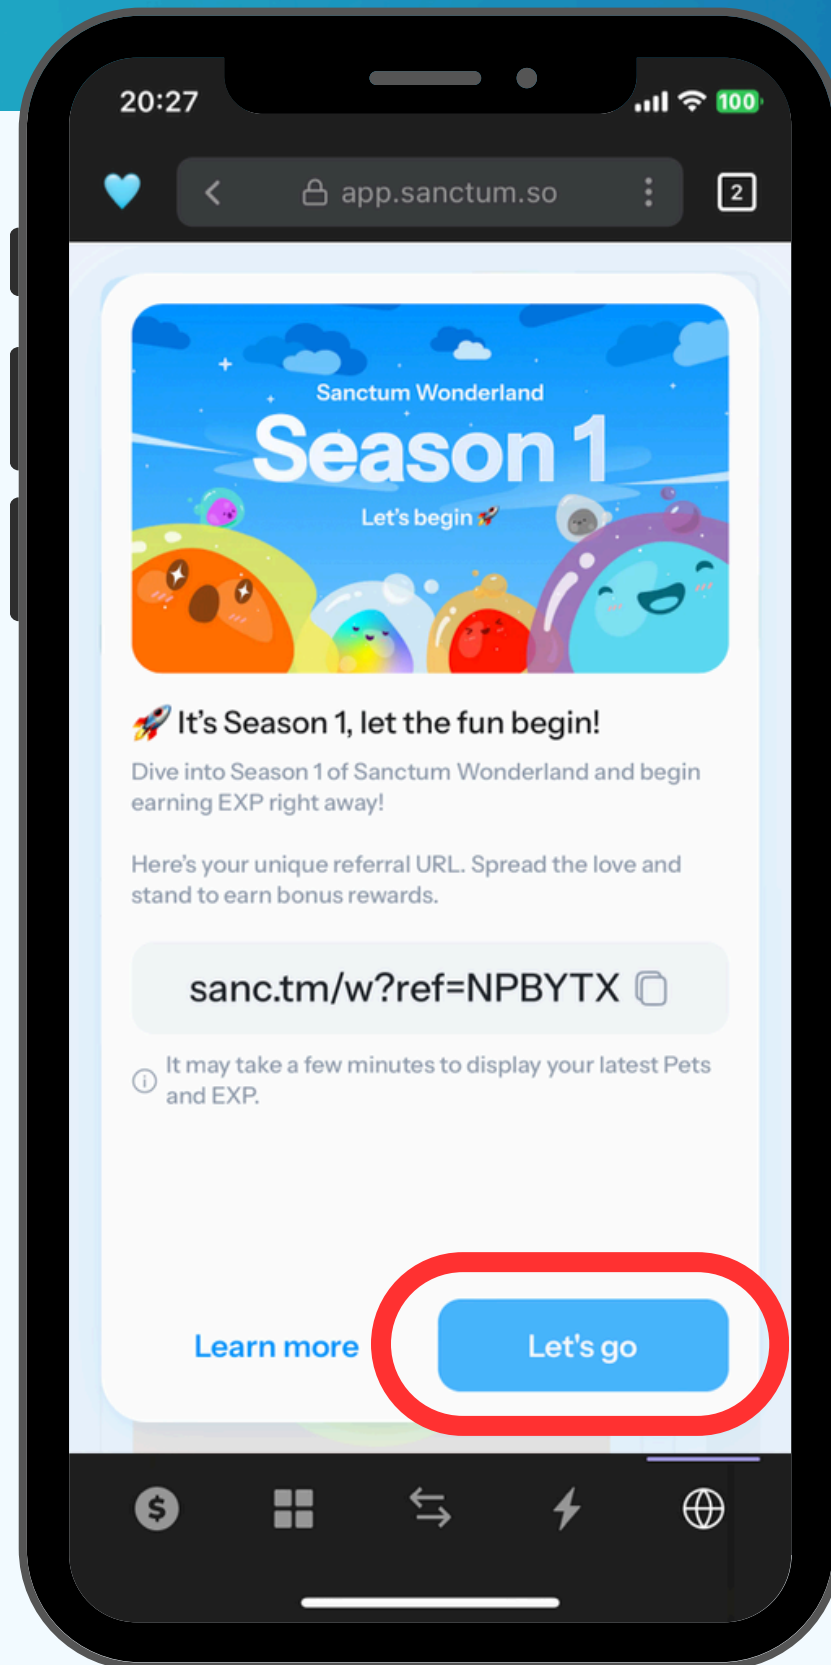 20:27
100
app.sanctum.so
2
Sanctum Wonderland
Season 1
Let's begin 🚀
🚀 It's Season 1, let the fun begin!
Dive into Season 1 of Sanctum Wonderland and begin
earning EXP right away!
Here's your unique referral URL. Spread the love and
stand to earn bonus rewards.
sanc.tm/w?ref=NPBYTX
It may take a few minutes to display your latest Pets
and EXP.
Learn more
Let's go